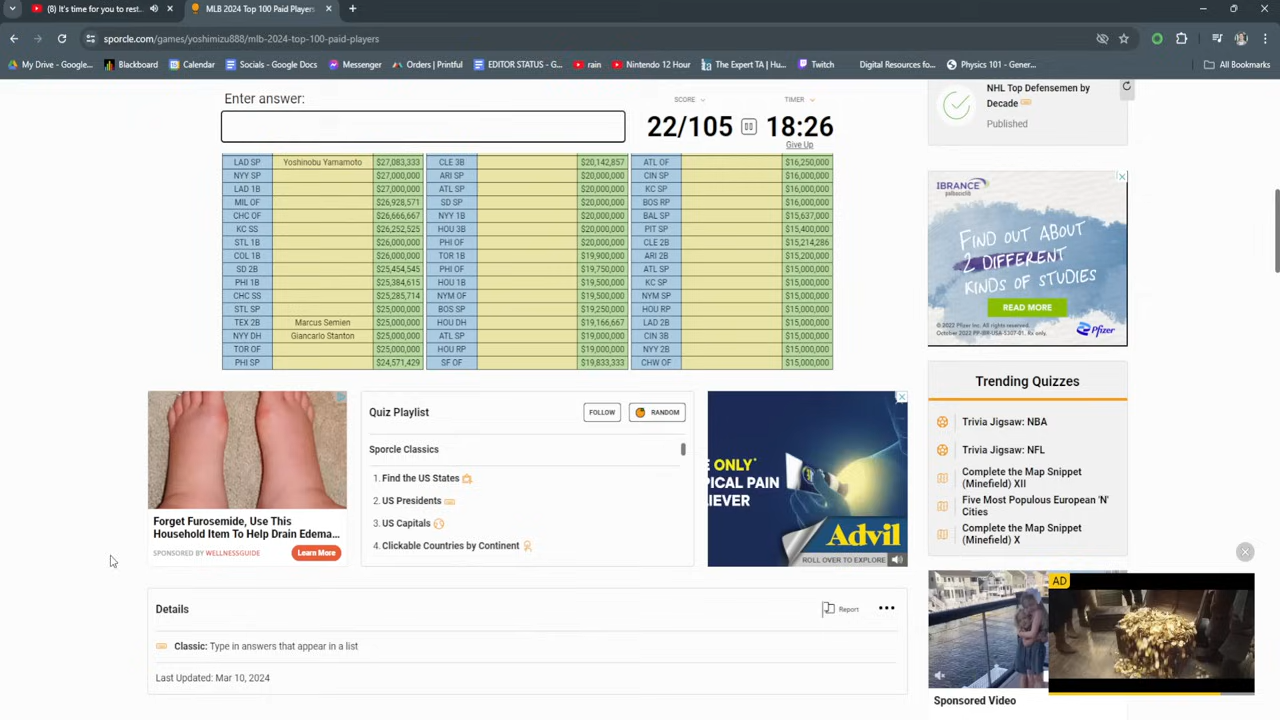 (8) It's time for you to rest...
MLB 2024 Top 100 Paid Players
sporcle.com/games/yoshimizu888/mlb-2024-top-100-paid-players
My Drive - Google... Blackboard Calendar Socials - Google Docs EDITOR STATUS - G... Messenger Orders | Printful rain Nintendo 12 Hour The Expert TA | Hu... Twitch Digital Resources fo... Physics 101 - Gener... All Bookmarks
Enter answer:
SCORE TIMER
22/105 18:26
Give Up
LAD SP Yoshinobu Yamamoto $27,083,333 CLE 3B $20,142,857 ATL OF $16,250,000
NYY SP $27,000,000 ARI SP $20,000,000 CIN SP $16,000,000
LAD 1B $27,000,000 ATL SP $20,000,000 KC SP $16,000,000
MIL OF $26,928,571 SD SP $20,000,000 BOS RP $16,000,000
CHC OF $26,666,667 NYY 1B $20,000,000 BAL SP $15,637,000
KC SS $26,252,525 HOU 3B $20,000,000 PIT SP $15,400,000
STL 1B $26,000,000 PHI OF $20,000,000 CLE 2B $15,214,286
COL 1B $26,000,000 TOR 1B $19,900,000 ARI 2B $15,200,000
SD 2B $25,454,545 PHI OF $19,750,000 ATL SP $15,000,000
PHI 1B $25,384,615 HOU 1B $19,500,000 KC SP $15,000,000
CHC SS $25,285,714 NYM OF $19,500,000 NYM SP $15,000,000
STL SP $25,000,000 BOS SP $19,250,000 HOU RP $15,000,000
TEX 2B Marcus Semien $25,000,000 HOU DH $19,166,667 LAD 2B $15,000,000
NYY DH Giancarlo Stanton $25,000,000 ATL SP $19,000,000 CIN 3B $15,000,000
TOR OF $25,000,000 HOU RP $19,000,000 NYY 2B $15,000,000
PHI SP $24,571,429 SF OF $19,833,333 CHW OF $15,000,000
NHL Top Defensemen by
Decade
Published
IBRANCE
palbociclib
FIND OUT ABOUT
2 DIFFERENT
KINDS OF STUDIES
READ MORE
© 2022 Pfizer Inc. All rights reserved.
Pfizer
Forget Furosemide, Use This
Household Item To Help Drain Edema...
SPONSORED BY WELLNESSGUIDE Learn More
Quiz Playlist FOLLOW RANDOM
Sporcle Classics
1. Find the US States
2. US Presidents
3. US Capitals
4. Clickable Countries by Continent
E ONLY*
PICAL PAIN
IEVER
Advil
ROLL OVER TO EXPLORE
Trending Quizzes
Trivia Jigsaw: NBA
Trivia Jigsaw: NFL
Complete the Map Snippet
(Minefield) XII
Five Most Populous European 'N'
Cities
Complete the Map Snippet
(Minefield) X
Details Report
Classic: Type in answers that appear in a list
Last Updated: Mar 10, 2024
AD
Sponsored Video